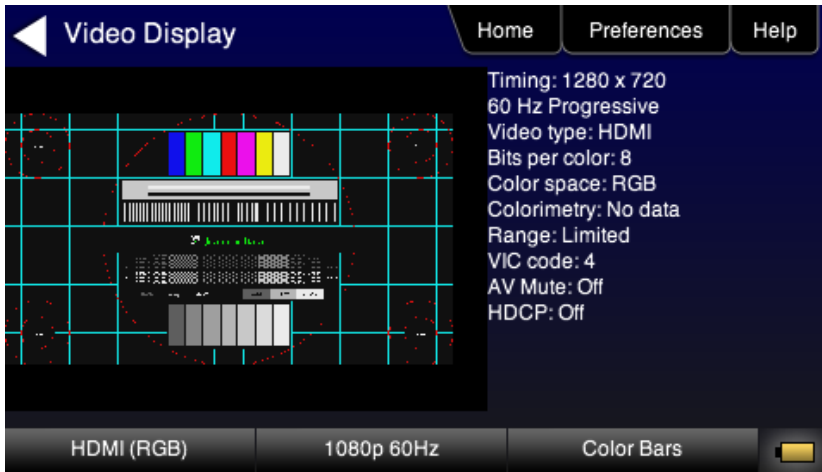 Video Display
Home
Preferences
Help
Timing: 1280 x 720
60 Hz Progressive
Video type: HDMI
Bits per color: 8
Color space: RGB
Colorimetry: No data
Range: Limited
VIC code: 4
AV Mute: Off
HDCP: Off
HDMI (RGB)
1080p 60Hz
Color Bars